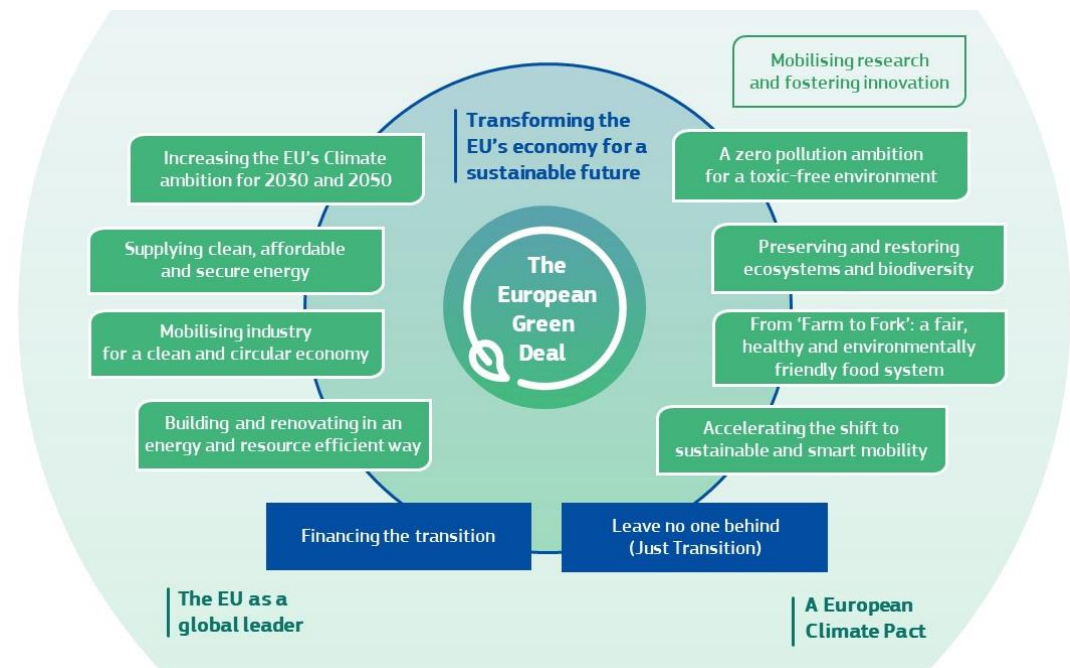 Mobilising research
and fostering innovation
Transforming the
EU's economy for a
sustainable future
Increasing the EU's Climate
ambition for 2030 and 2050
A zero pollution ambition
for a toxic-free environment
Supplying clean, affordable
and secure energy
The
European
Green
Deal
Preserving and restoring
ecosystems and biodiversity
Mobilising industry
for a clean and circular economy
From ‘Farm to Fork’: a fair,
healthy and environmentally
friendly food system
Building and renovating in an
energy and resource efficient way
Accelerating the shift to
sustainable and smart mobility
Financing the transition
Leave no one behind
(Just Transition)
The EU as a
global leader
A European
Climate Pact